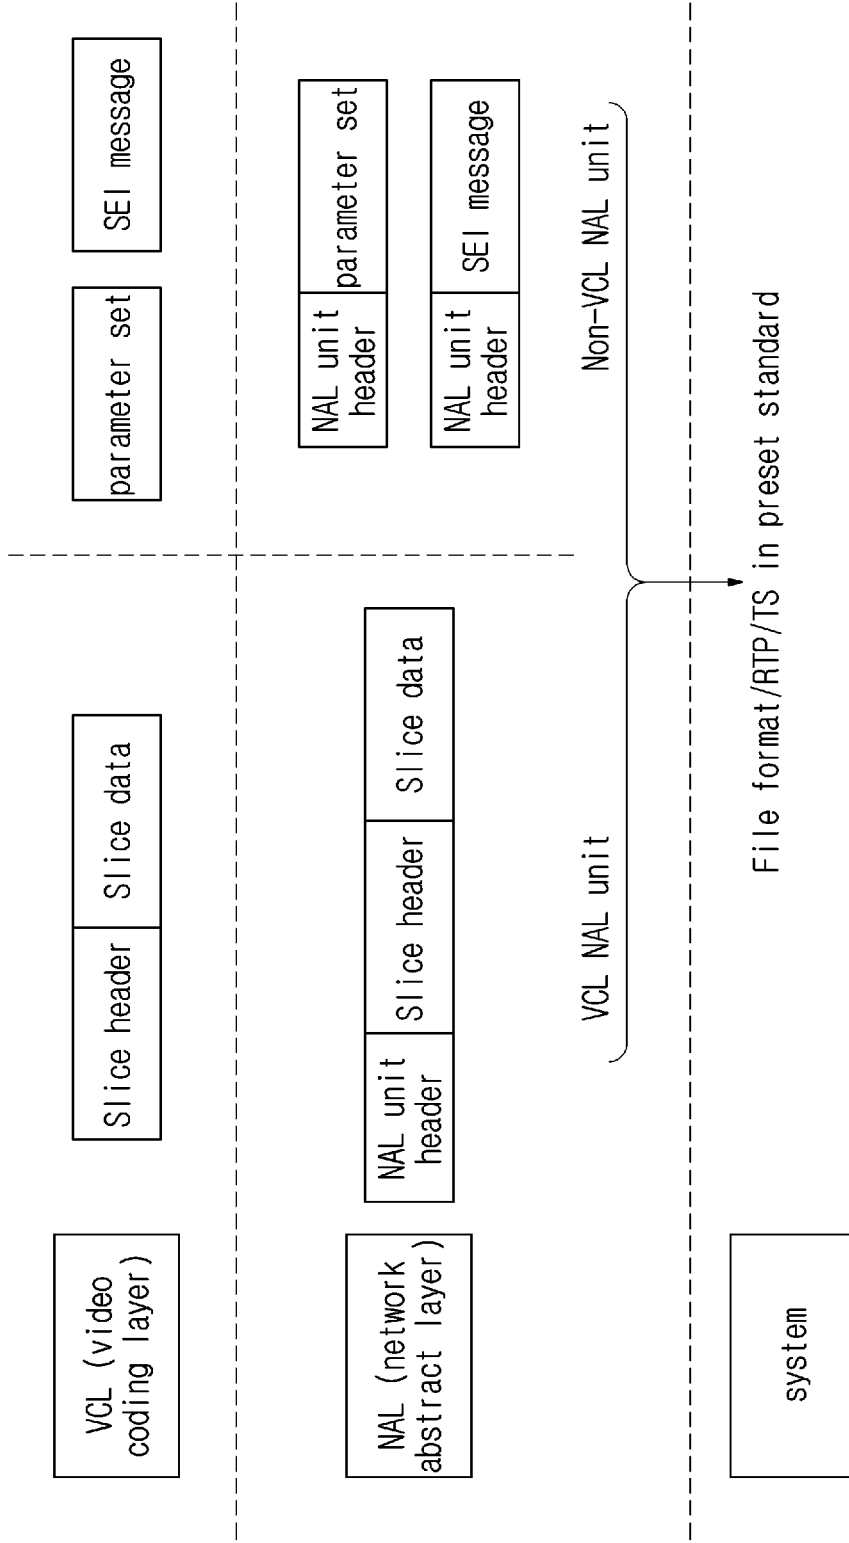 VCL (video
coding layer)
Slice header
Slice data
parameter set
SEI message
NAL (network
abstract layer)
NAL unit
header
Slice header
Slice data
NAL unit
header
parameter set
NAL unit
header
SEI message
VCL NAL unit
Non-VCL NAL unit
system
File format/RTP/TS in preset standard